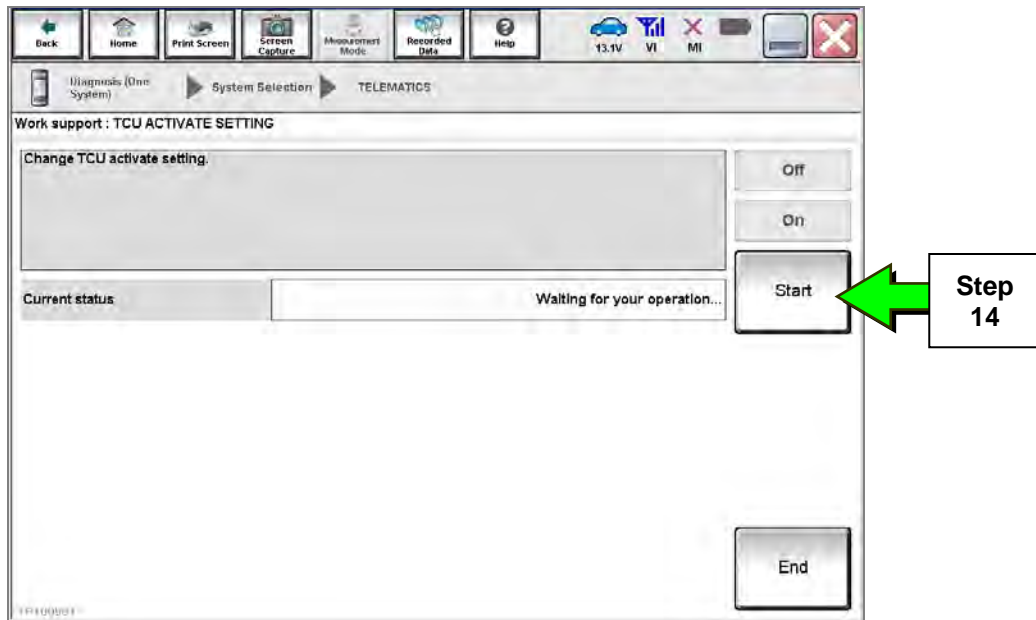 Back
Home
Print Screen
Screen Capture
Measurement Mode
Recorded Data
Help
13.1V
VI
MI
Diagnosis (One System)
System Selection
TELEMATICS
Work support : TCU ACTIVATE SETTING
Change TCU activate setting.
Off
On
Current status
Waiting for your operation...
Start
Step
14
End